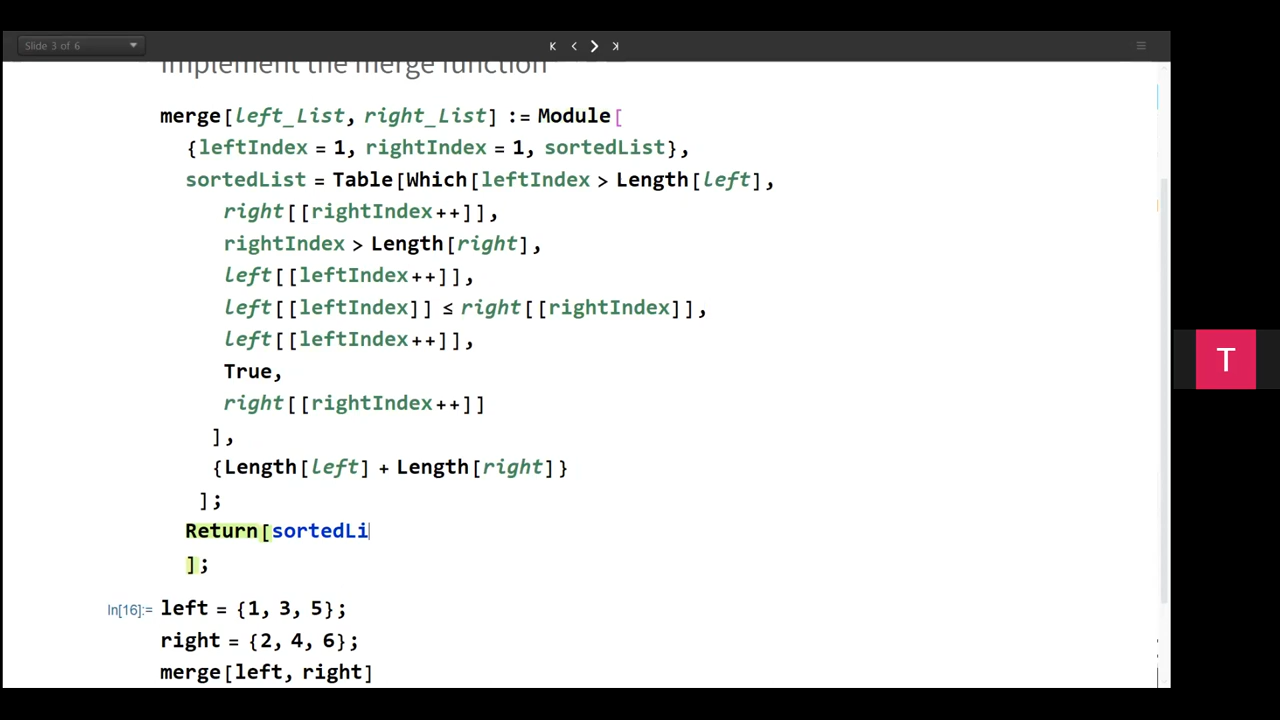 Slide 3 of 6
Implement the merge function
merge[left_List, right_List] := Module[
{leftIndex = 1, rightIndex = 1, sortedList},
sortedList = Table[Which[leftIndex > Length[left],
right[[rightIndex++]],
rightIndex > Length[right],
left[[leftIndex++]],
left[[leftIndex]] ≤ right[[rightIndex]],
left[[leftIndex++]],
True,
right[[rightIndex++]]
],
{Length[left] + Length[right]}
];
Return[sortedLi
];
In[16]:= left = {1, 3, 5};
right = {2, 4, 6};
merge[left, right]
T